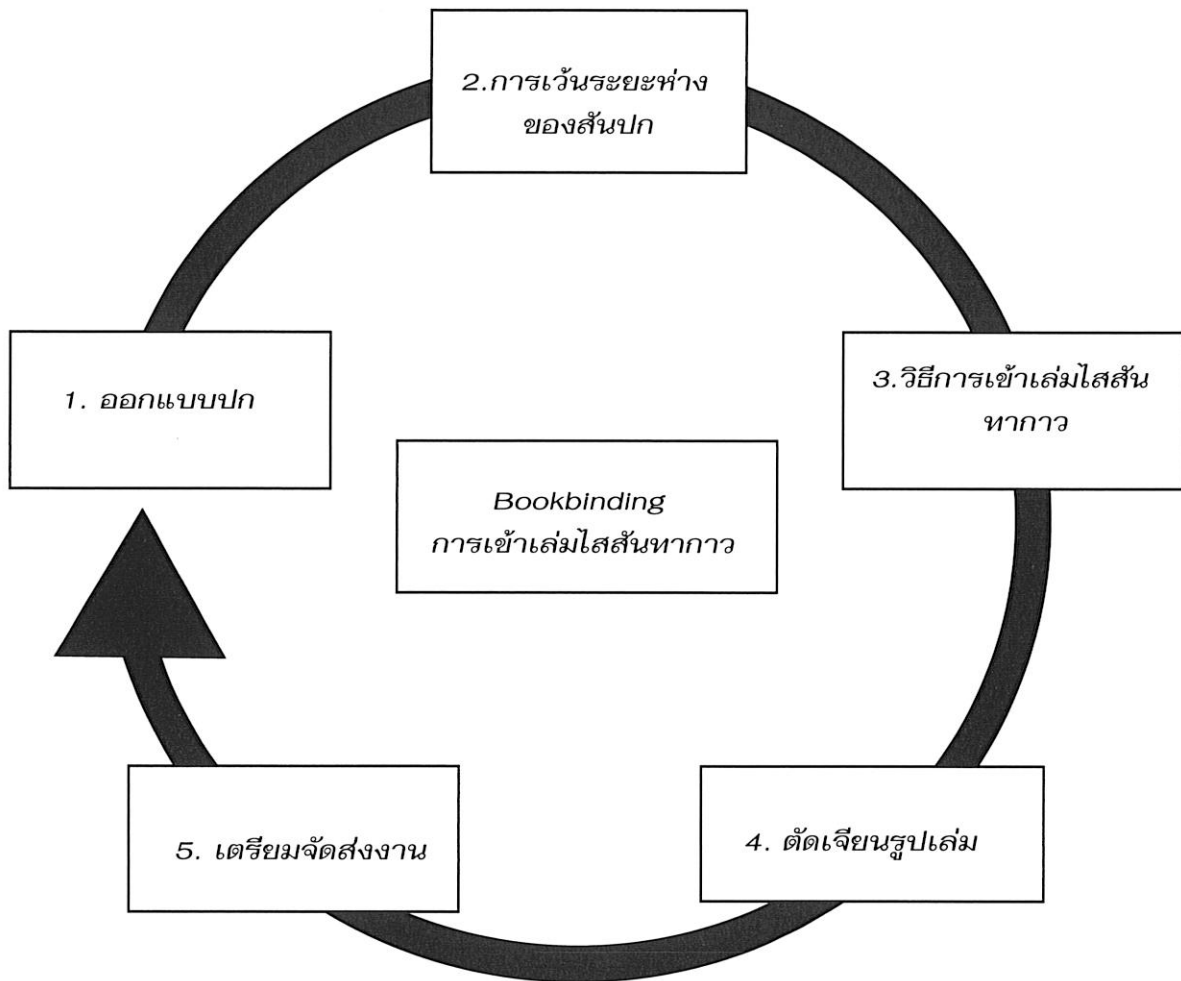 2.การเว้นระยะห่าง
ของสันปก
1. ออกแบบปก
3.วิธีการเข้าเล่มไสสัน
ทากาว
Bookbinding
การเข้าเล่มไสสันทากาว
5. เตรียมจัดส่งงาน
4. ตัดเจียนรูปเล่ม